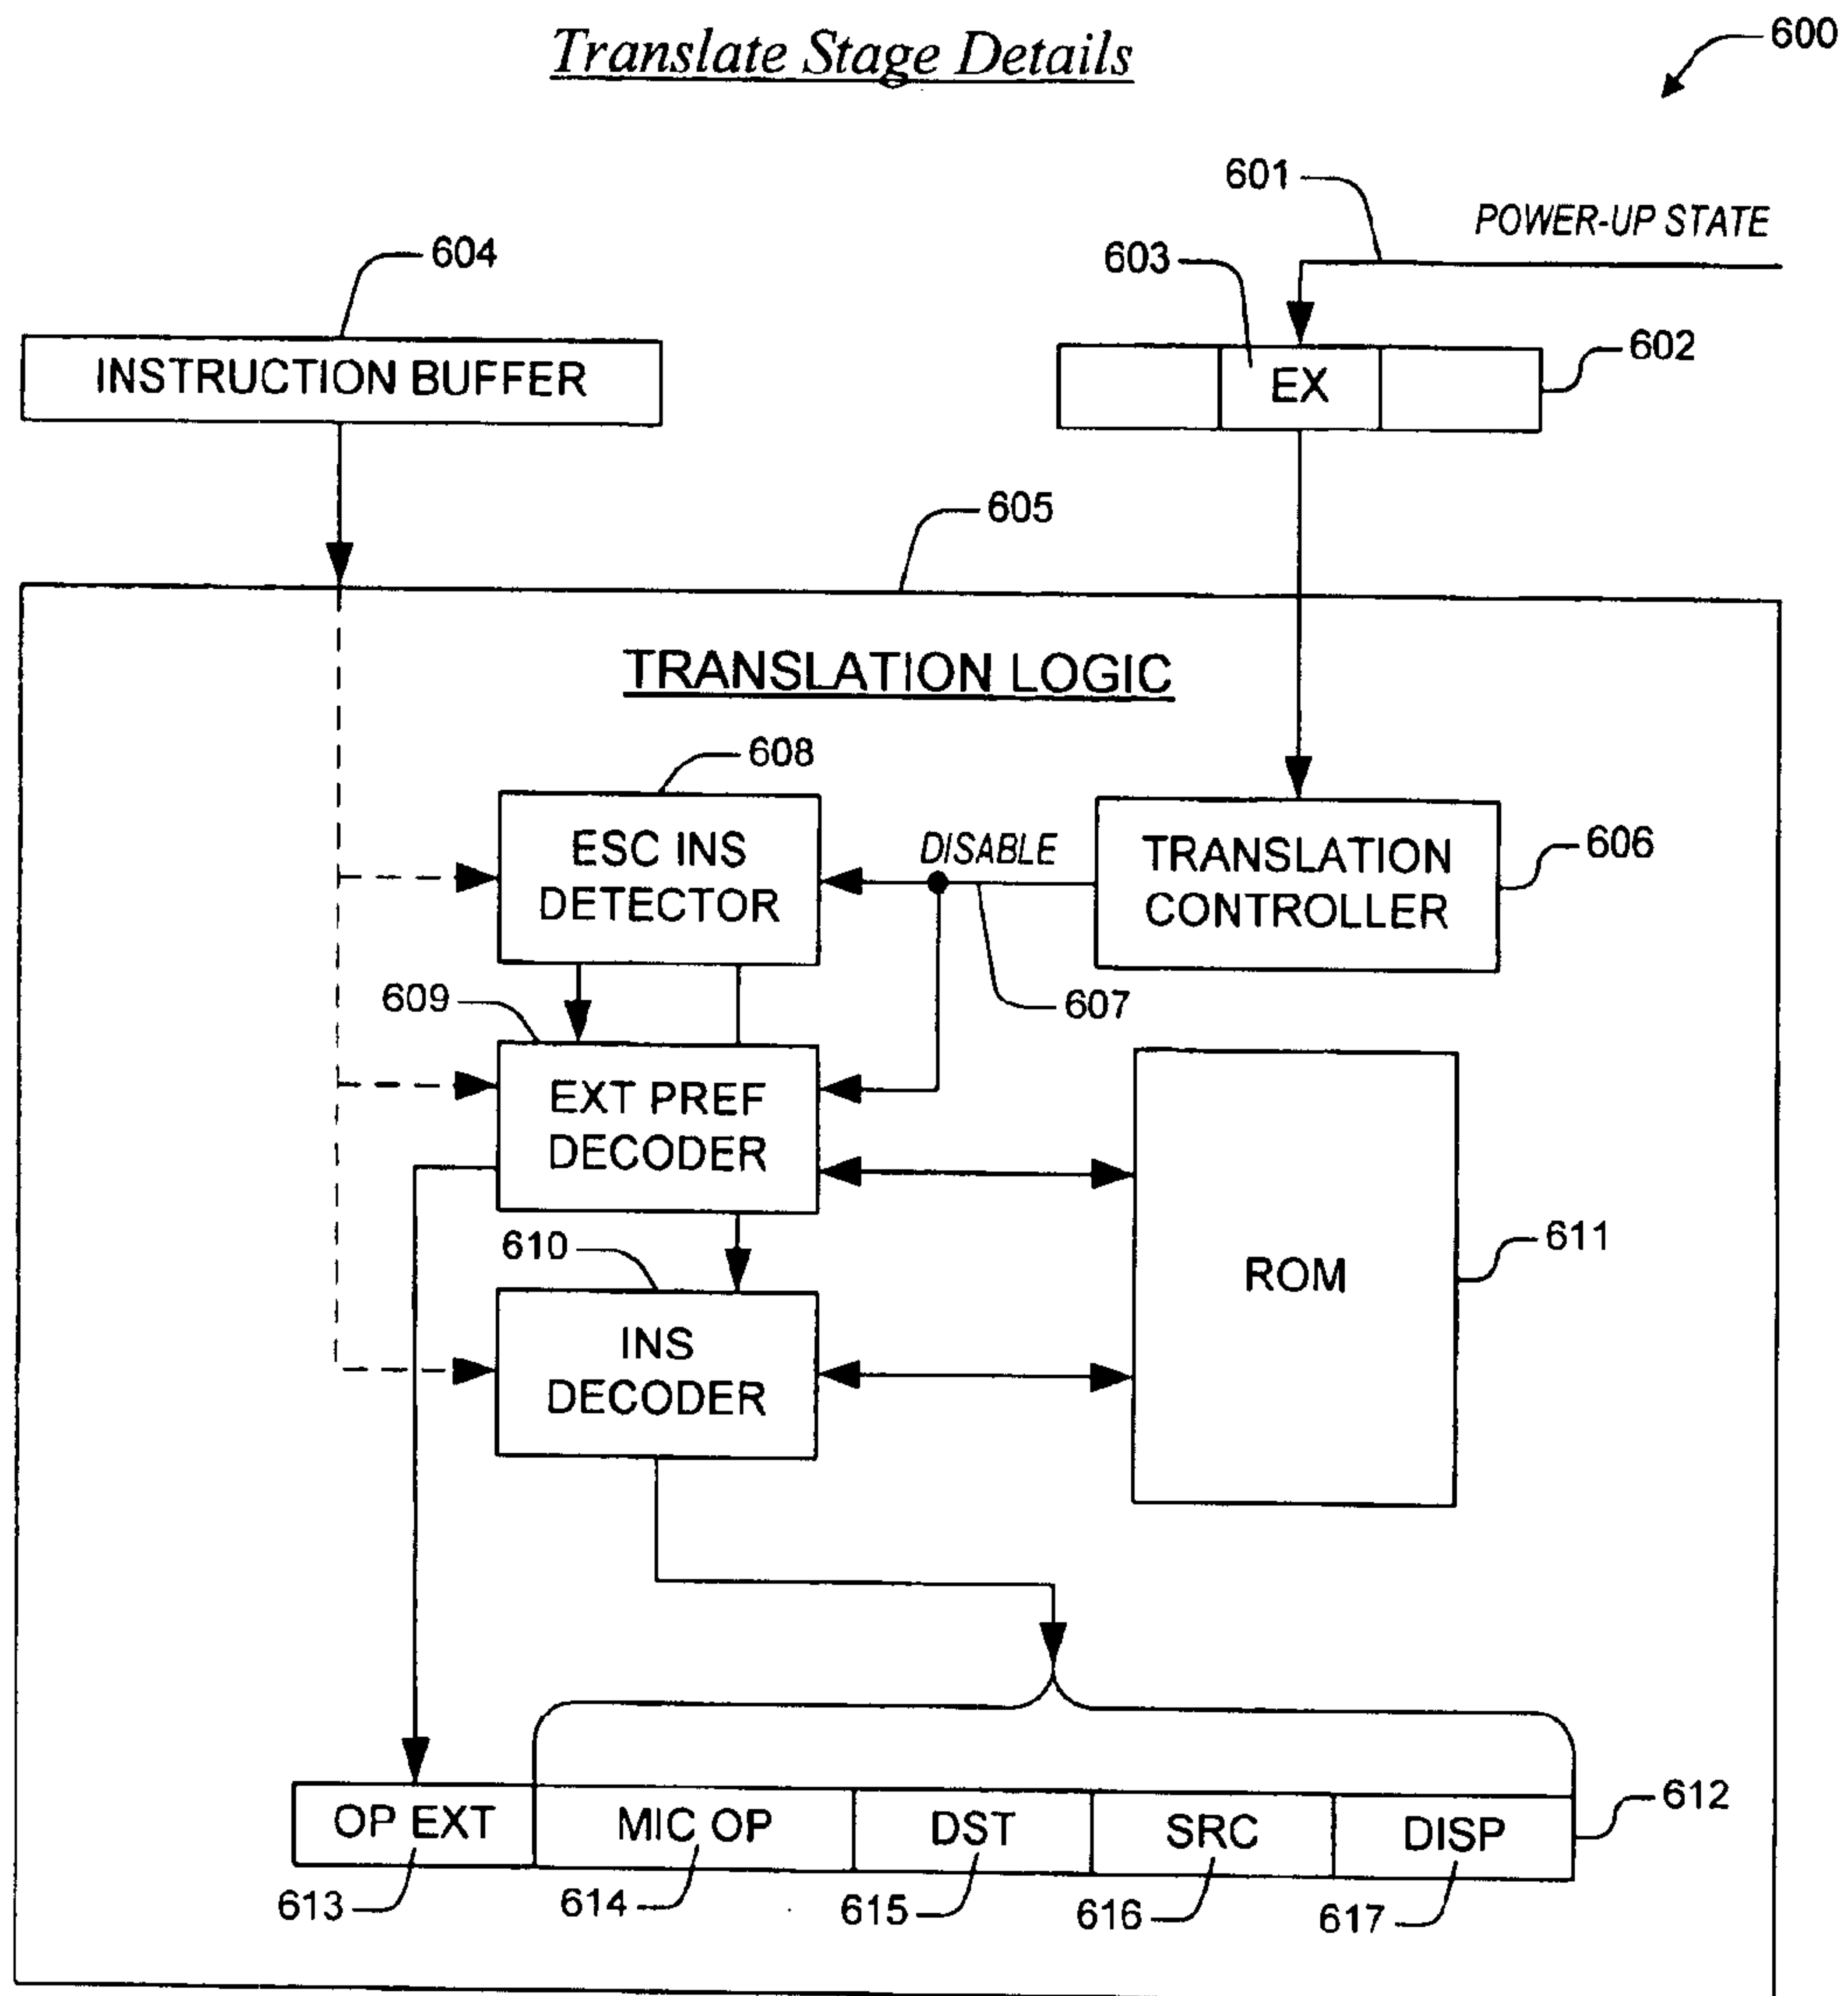 Translate Stage Details
600
601
POWER-UP STATE
604
603
602
INSTRUCTION BUFFER
EX
605
TRANSLATION LOGIC
608
ESC INS
DETECTOR
DISABLE
TRANSLATION
CONTROLLER
606
609
607
EXT PREF
DECODER
610
611
ROM
INS
DECODER
612
OP EXT
MIC OP
DST
SRC
DISP
613
614
615
616
617